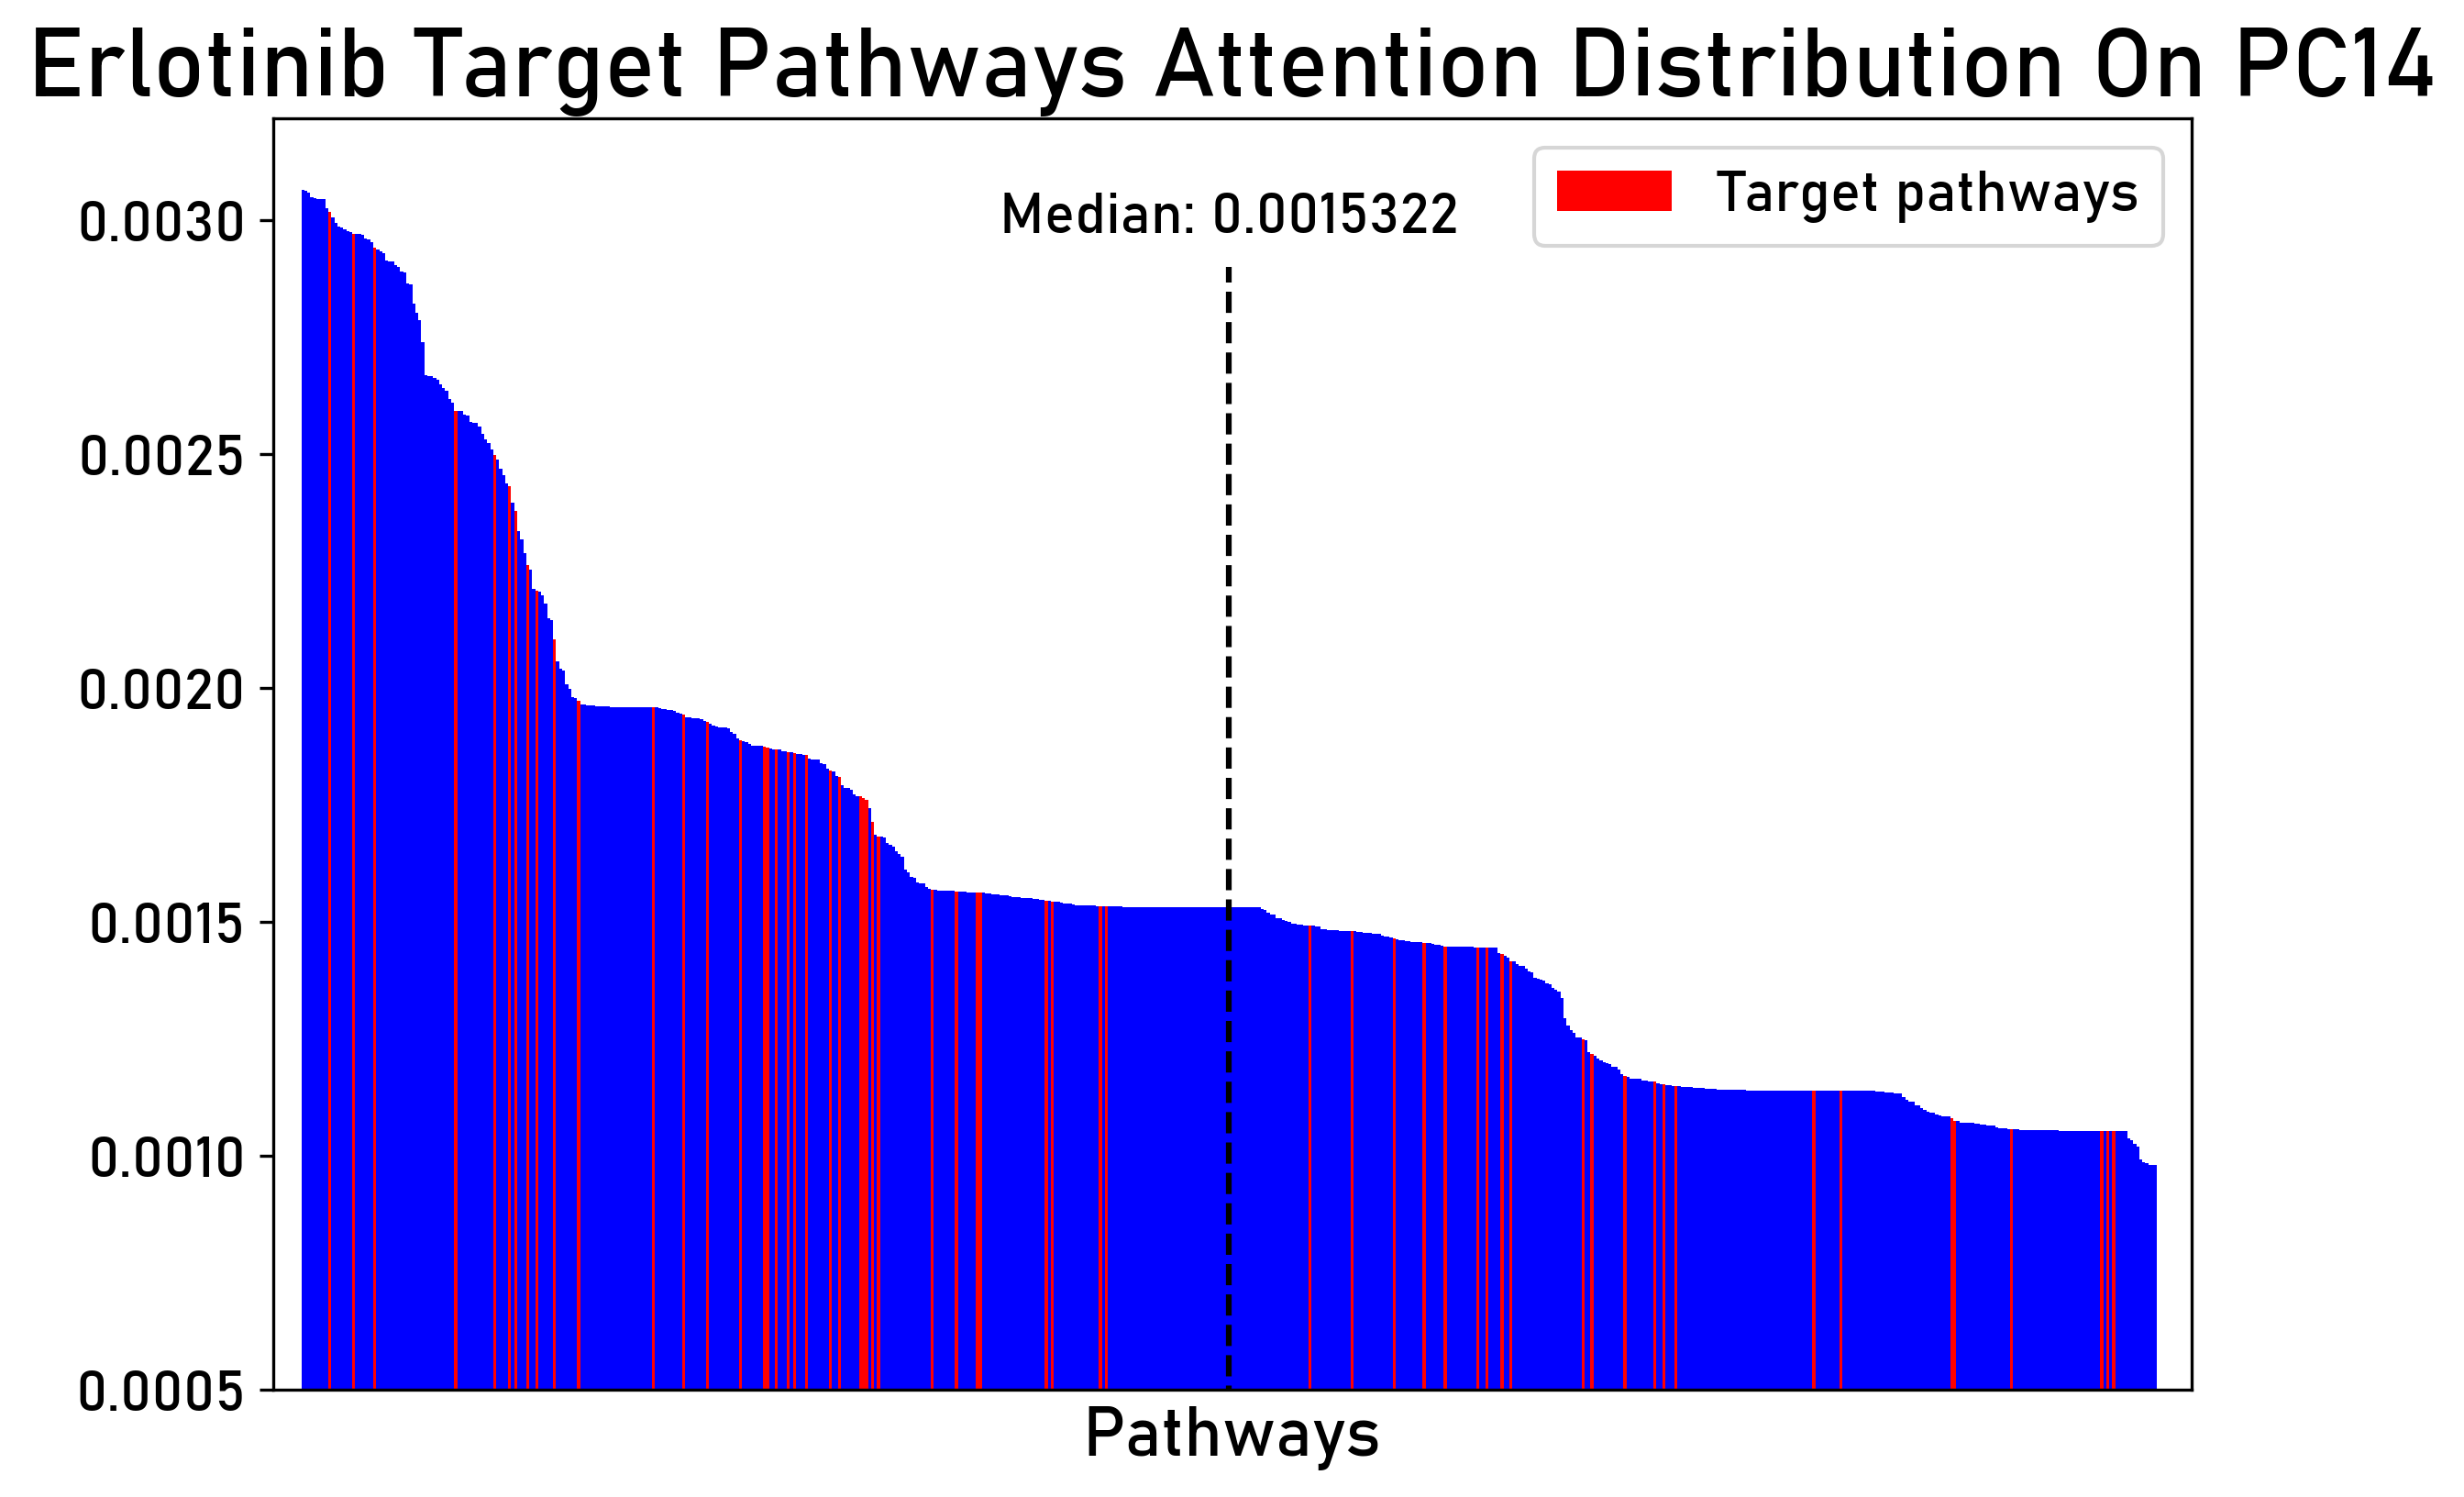 Erlotinib Target Pathways Attention Distribution On PC14
Target pathways
Median: 0.0015322
0.0030
0.0025
0.0020
0.0015
0.0010
0.0005
Pathways